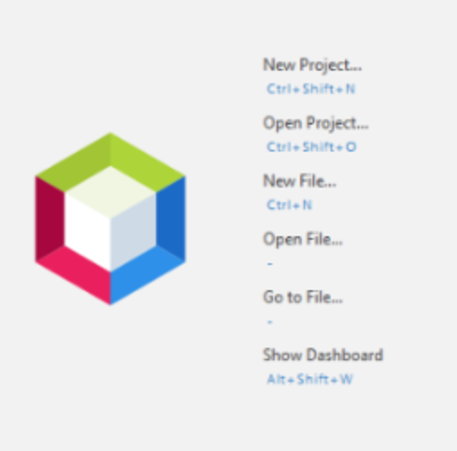 New Project...
Ctrl+Shift+N
Open Project...
Ctrl+Shift+O
New File...
Ctrl+N
Open File...
-
Go to File...
-
Show Dashboard
Alt+Shift+W